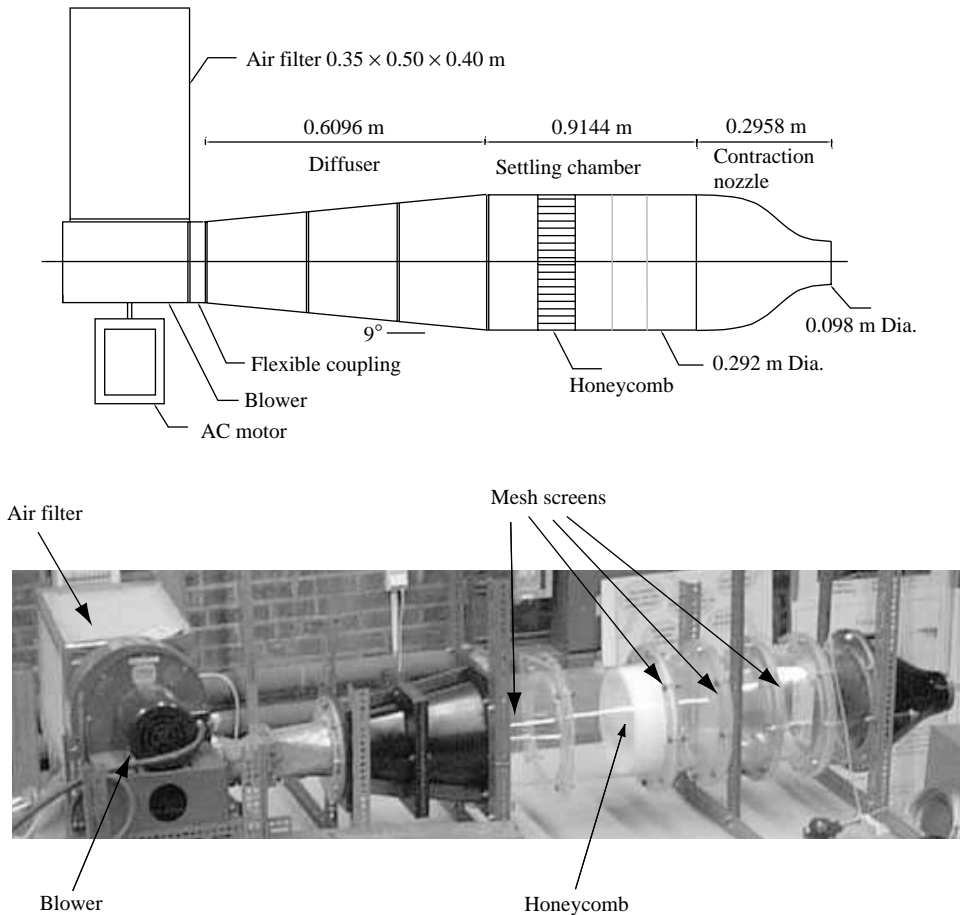 Air filter 0.35 × 0.50 × 0.40 m
0.6096 m
0.9144 m
0.2958 m
Diffuser
Settling chamber
Contraction
nozzle
9°
0.098 m Dia.
Flexible coupling
0.292 m Dia.
Honeycomb
Blower
AC motor
Mesh screens
Air filter
Blower
Honeycomb